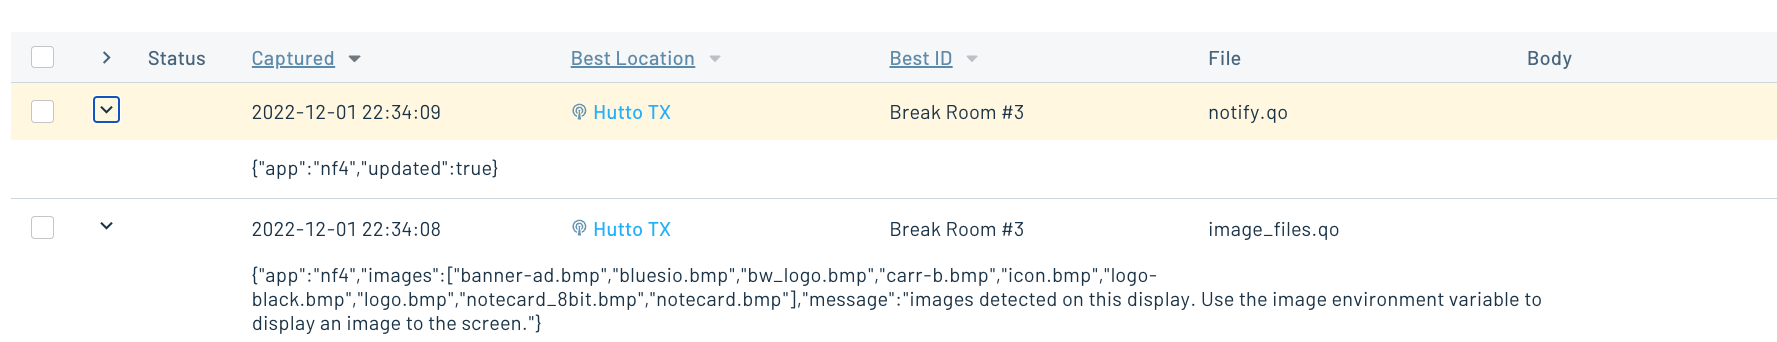 Status Captured Best Location Best ID File Body
2022-12-01 22:34:09 Hutto TX Break Room #3 notify.qo
{"app":"nf4","updated":true}
2022-12-01 22:34:08 Hutto TX Break Room #3 image_files.qo
{"app":"nf4","images":["banner-ad.bmp","bluesio.bmp","bw_logo.bmp","carr-b.bmp","icon.bmp","logo-
black.bmp","logo.bmp","notecard_8bit.bmp","notecard.bmp"],"message":"images detected on this display. Use the image environment variable to
display an image to the screen."}